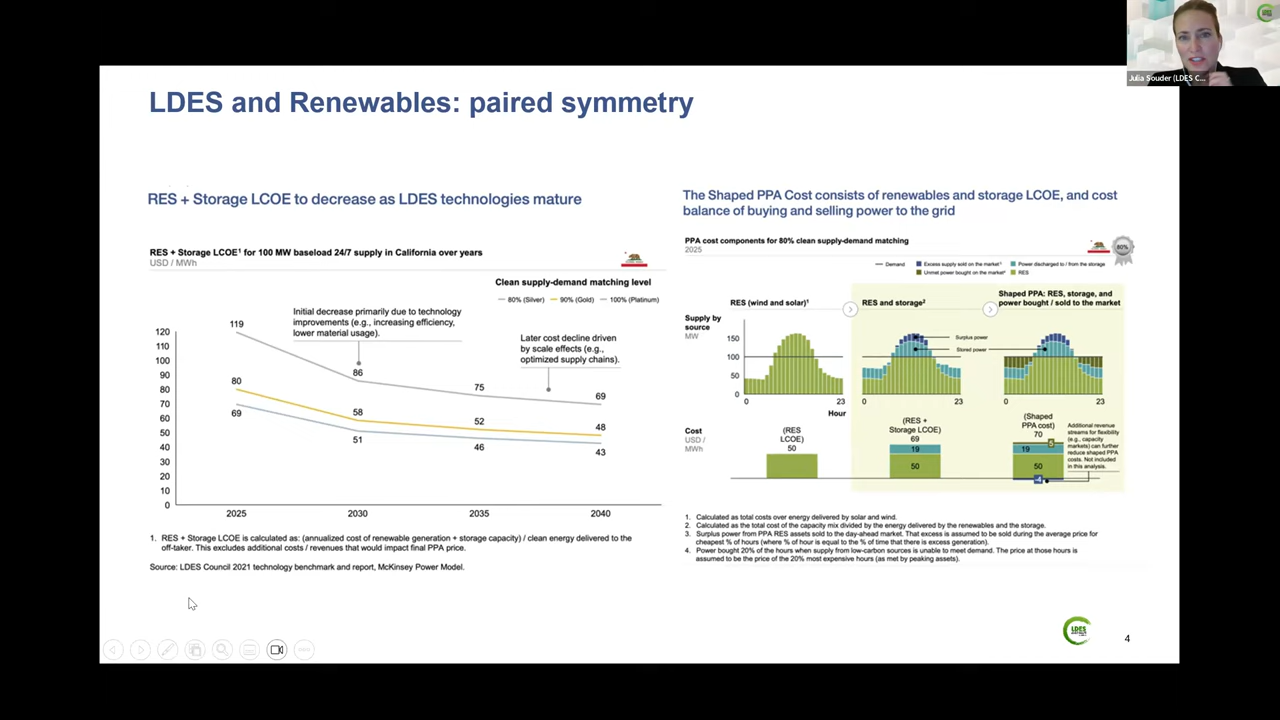 Julia Souder (LDES C...
LDES and Renewables: paired symmetry
RES + Storage LCOE to decrease as LDES technologies mature
RES + Storage LCOE¹ for 100 MW baseload 24/7 supply in California over years
USD / MWh
Clean supply-demand matching level
80% (Silver) 90% (Gold) 100% (Platinum)
Initial decrease primarily due to technology
improvements (e.g., increasing efficiency,
lower material usage).
Later cost decline driven
by scale effects (e.g.,
optimized supply chains).
120
110
100
90
80
70
60
50
40
30
20
10
0
119
86
75
69
80
58
52
48
69
51
46
43
2025
2030
2035
2040
1. RES + Storage LCOE is calculated as: (annualized cost of renewable generation + storage capacity) / clean energy delivered to the
off-taker. This excludes additional costs / revenues that would impact final PPA price.
Source: LDES Council 2021 technology benchmark and report, McKinsey Power Model.
The Shaped PPA Cost consists of renewables and storage LCOE, and cost
balance of buying and selling power to the grid
PPA cost components for 80% clean supply-demand matching
2025
80%
Demand Excess supply sold on the market³ Power discharged to / from the storage
Unmet power bought on the market⁴ RES
RES (wind and solar)¹
RES and storage²
Shaped PPA: RES, storage, and
power bought / sold to the market
Supply by
source
MW
150
100
50
0
Surplus power
Stored power
0 23
0 23
0 23
Hour
Cost
USD /
MWh
(RES
LCOE)
50
(RES +
Storage LCOE)
69
19
50
(Shaped
PPA cost)
70
19
50
Additional revenue
streams for flexibility
(e.g., capacity
markets) can further
reduce shaped PPA
costs. Not included
in this analysis.
1. Calculated as total costs over energy delivered by solar and wind.
2. Calculated as the total cost of the capacity mix divided by the energy delivered by the renewables and the storage.
3. Surplus power from PPA RES assets sold to the day-ahead market. That excess is assumed to be sold during the average price for
cheapest % of hours (where % of hour is equal to the % of time that there is excess generation).
4. Power bought 20% of the hours when supply from low-carbon sources is unable to meet demand. The price at those hours is
assumed to be the price of the 20% most expensive hours (as met by peaking assets).
LDES
4